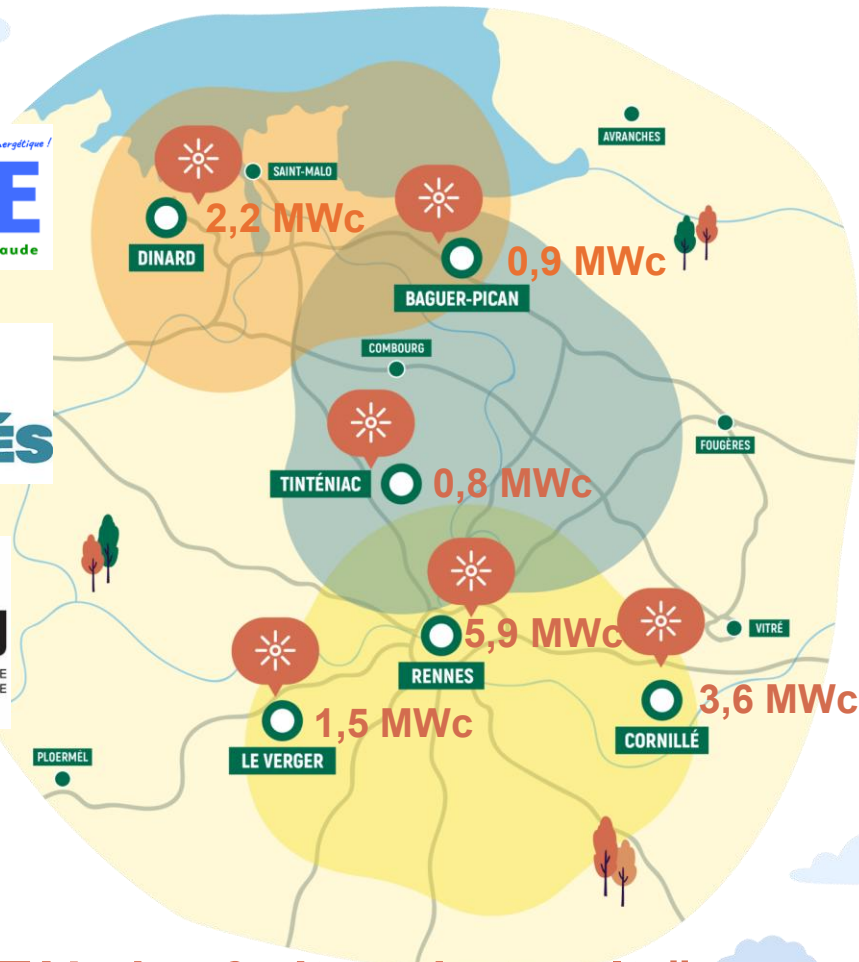 AVRANCHES
ergétique !
E
aude
SAINT-MALO
2,2 MWc
DINARD
0,9 MWc
BAGUER-PICAN
COMBOURG
ÉS
FOUGÈRES
TINTÉNIAC
0,8 MWc
VITRÉ
5,9 MWc
RENNES
E
E
3,6 MWc
1,5 MWc
CORNILLÉ
LE VERGER
PLOERMÉL